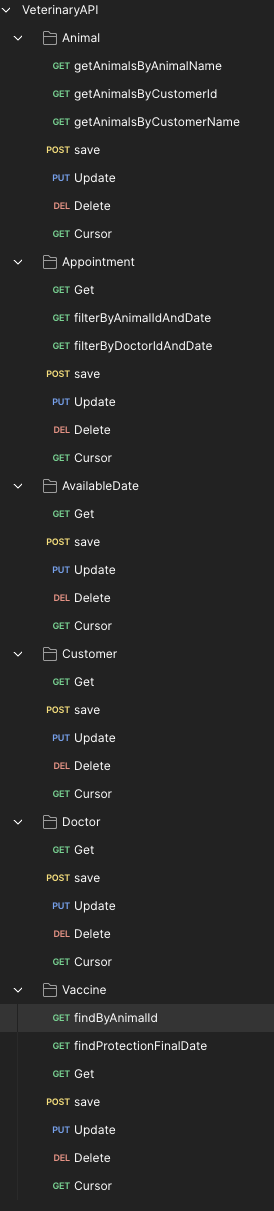 VeterinaryAPI
Animal
GET getAnimalsByAnimalName
GET getAnimalsByCustomerId
GET getAnimalsByCustomerName
POST save
PUT Update
DEL Delete
GET Cursor
Appointment
GET Get
GET filterByAnimalIdAndDate
GET filterByDoctorIdAndDate
POST save
PUT Update
DEL Delete
GET Cursor
AvailableDate
GET Get
POST save
PUT Update
DEL Delete
GET Cursor
Customer
GET Get
POST save
PUT Update
DEL Delete
GET Cursor
Doctor
GET Get
POST save
PUT Update
DEL Delete
GET Cursor
Vaccine
GET findByAnimalId
GET findProtectionFinalDate
GET Get
POST save
PUT Update
DEL Delete
GET Cursor